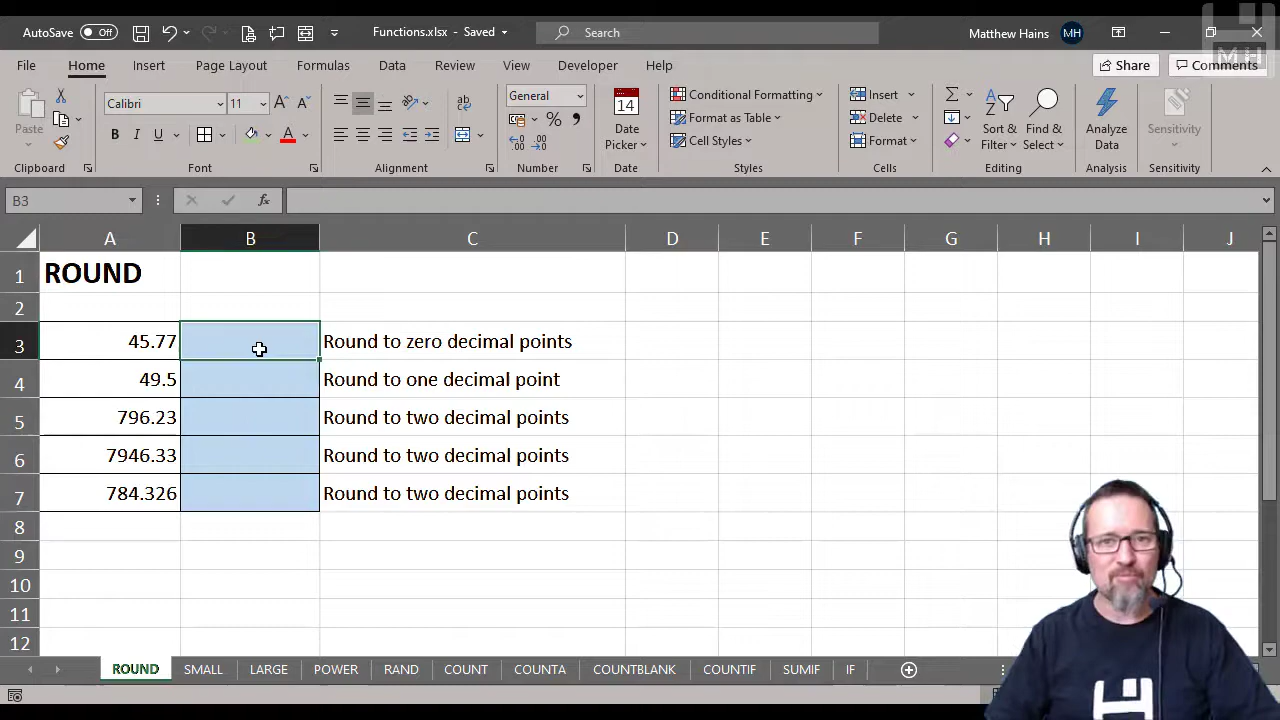 AutoSave Off Functions.xlsx - Saved Search Matthew Hains MH
File Home Insert Page Layout Formulas Data Review View Developer Help Share Comments
Calibri 11 General Conditional Formatting Insert
Paste B I U 14 Date Picker Format as Table Delete Sort & Filter Find & Select Analyze Data Sensitivity
Cell Styles Format
Clipboard Font Alignment Number Date Styles Cells Editing Analysis Sensitivity
B3 fx
A B C D E F G H I J
1 ROUND
2
3 45.77 Round to zero decimal points
4 49.5 Round to one decimal point
5 796.23 Round to two decimal points
6 7946.33 Round to two decimal points
7 784.326 Round to two decimal points
8
9
10
11
12
ROUND SMALL LARGE POWER RAND COUNT COUNTA COUNTBLANK COUNTIF SUMIF IF